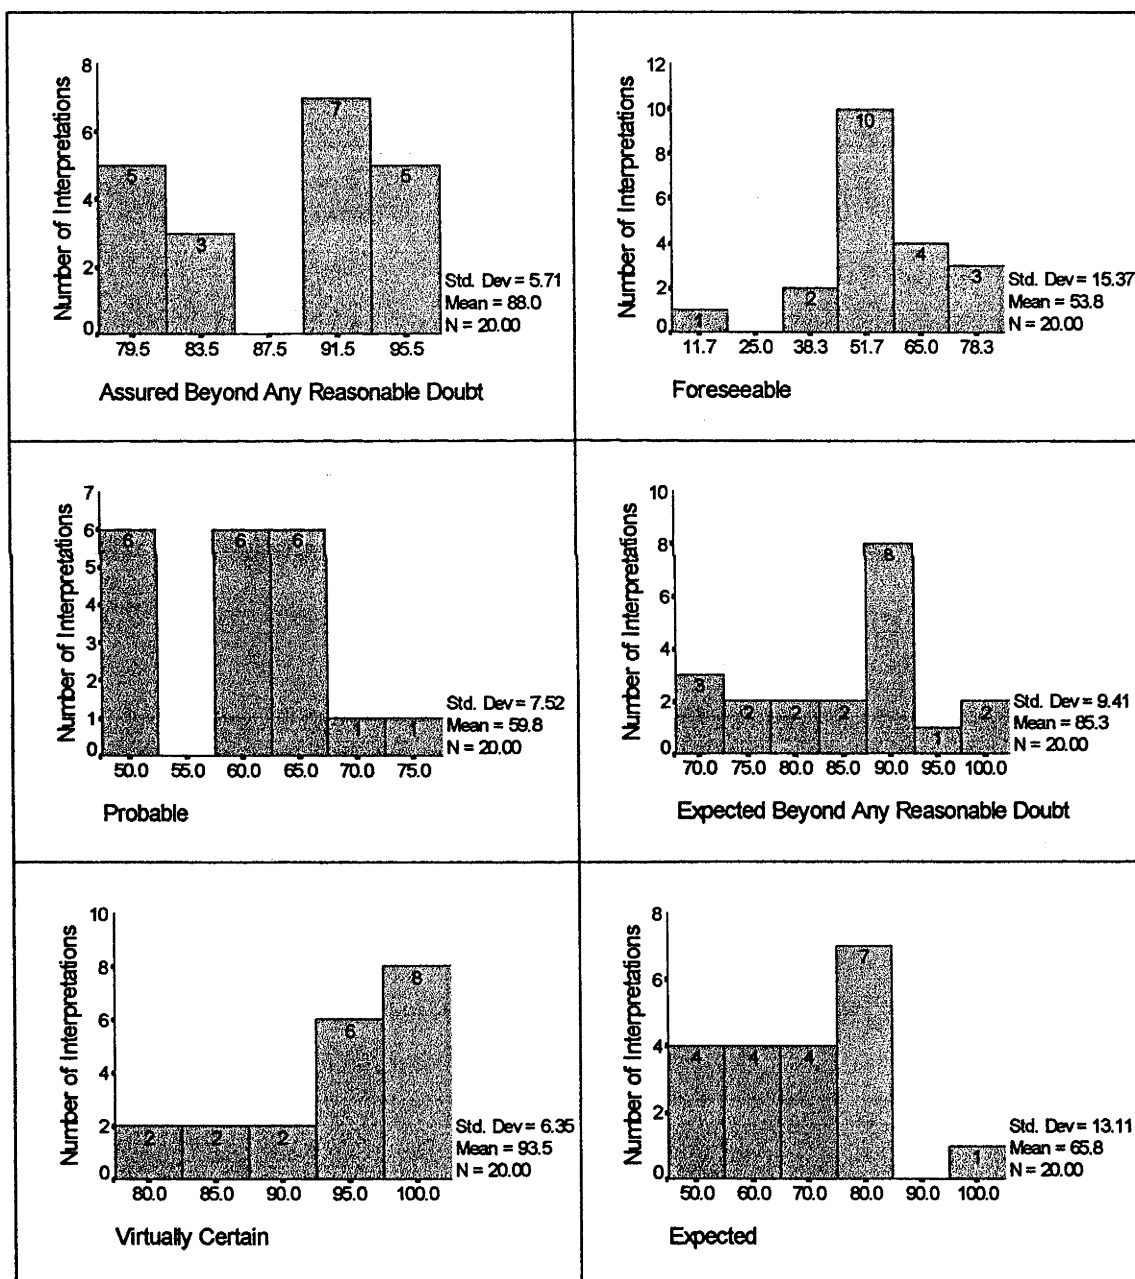 Number of Interpretations
8
6
4
2
0
5
3
7
5
79.5 83.5 87.5 91.5 95.5
Std. Dev = 5.71
Mean = 88.0
N = 20.00
Assured Beyond Any Reasonable Doubt
Number of Interpretations
12
10
8
6
4
2
0
1
2
10
4
3
11.7 25.0 38.3 51.7 65.0 78.3
Std. Dev = 15.37
Mean = 53.8
N = 20.00
Foreseeable
Number of Interpretations
7
6
5
4
3
2
1
0
6
6
6
1
1
50.0 55.0 60.0 65.0 70.0 75.0
Std. Dev = 7.52
Mean = 59.8
N = 20.00
Probable
Number of Interpretations
10
8
6
4
2
0
3
2
2
2
8
1
2
70.0 75.0 80.0 85.0 90.0 95.0 100.0
Std. Dev = 9.41
Mean = 85.3
N = 20.00
Expected Beyond Any Reasonable Doubt
Number of Interpretations
10
8
6
4
2
0
2
2
2
6
8
80.0 85.0 90.0 95.0 100.0
Std. Dev = 6.35
Mean = 93.5
N = 20.00
Virtually Certain
Number of Interpretations
8
6
4
2
0
4
4
4
7
1
50.0 60.0 70.0 80.0 90.0 100.0
Std. Dev = 13.11
Mean = 65.8
N = 20.00
Expected